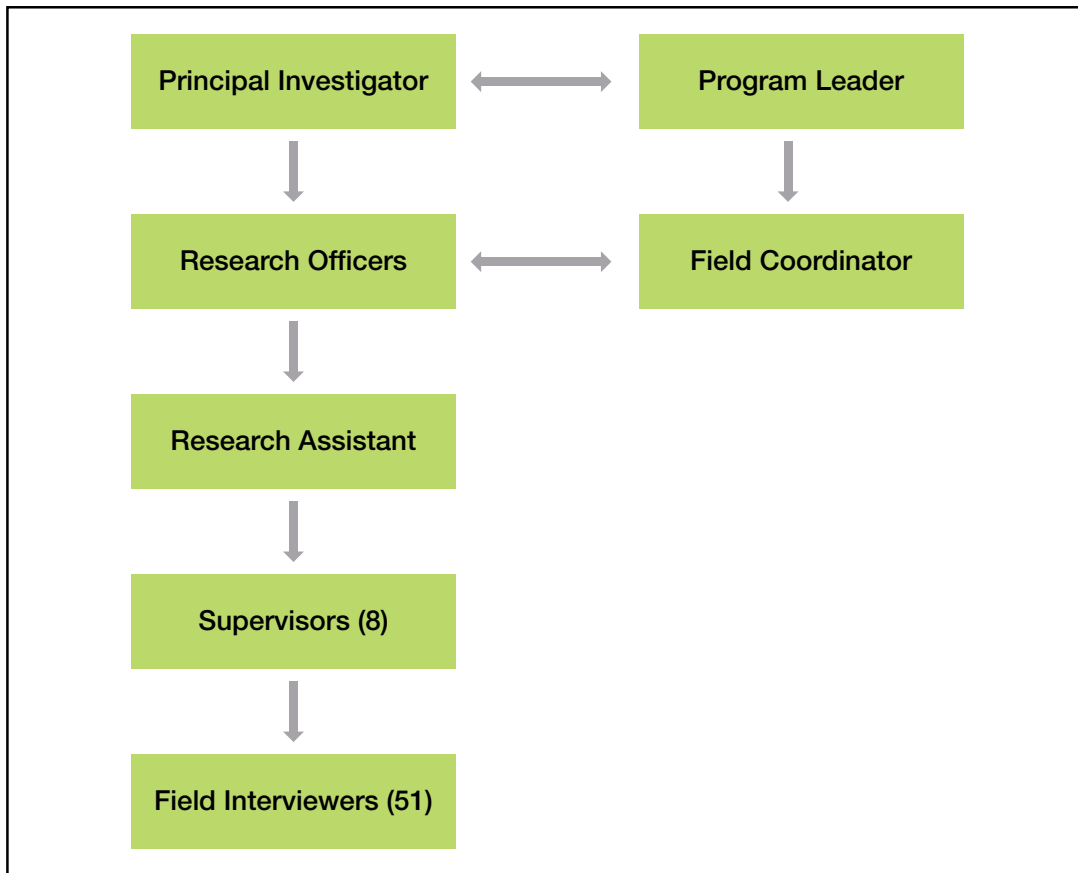 Principal Investigator
Program Leader
Research Officers
Field Coordinator
Research Assistant
Supervisors (8)
Field Interviewers (51)